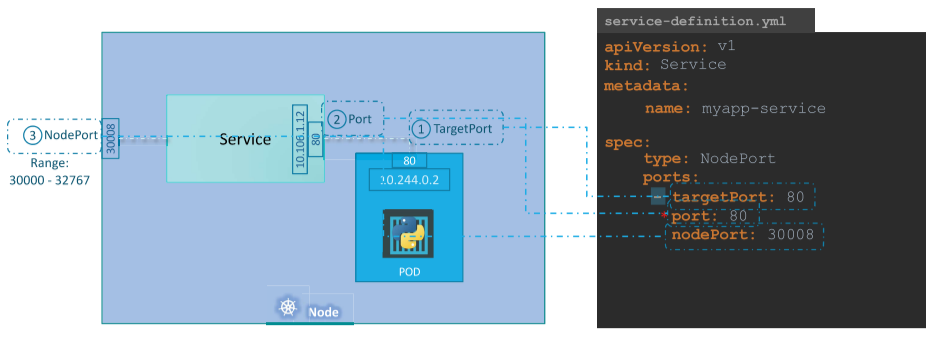 service-definition.yml
apiVersion: v1
kind: Service
metadata:
name: myapp-service
spec:
type: NodePort
ports:
- targetPort: 80
* port: 80
nodePort: 30008
3 NodePort
Range:
30000 - 32767
30008
Service
10.106.1.12
80
2 Port
1 TargetPort
80
.0.244.0.2
POD
Node